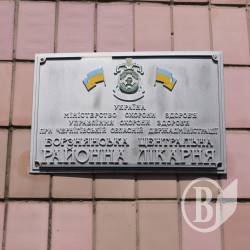 УКРАЇНА
МІНІСТЕРСТВО ОХОРОНИ ЗДОРОВ'Я
УПРАВЛІННЯ ОХОРОНИ ЗДОРОВ'Я
ПРИ ЧЕРНІГІВСЬКІЙ ОБЛАСНІЙ ДЕРЖАДМІНІСТРАЦІЇ
БОРЗНЯНСЬКА ЦЕНТРАЛЬНА
РАЙОННА ЛІКАРНЯ
В